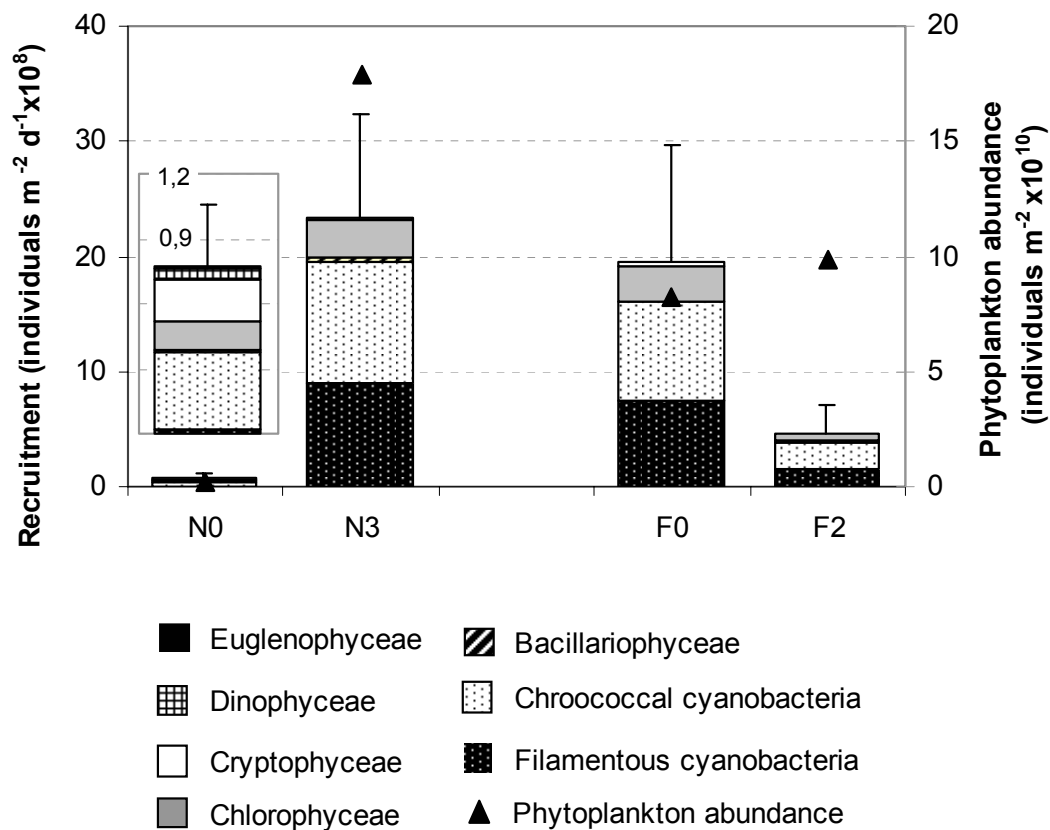 Recruitment (individuals m⁻² d⁻¹x10⁸)
40
30
20
10
0
1,2
0,9
20
15
10
5
0
Phytoplankton abundance
(individuals m⁻² x10¹⁰)
N0 N3 F0 F2
Euglenophyceae Bacillariophyceae
Dinophyceae Chroococcal cyanobacteria
Cryptophyceae Filamentous cyanobacteria
Chlorophyceae Phytoplankton abundance